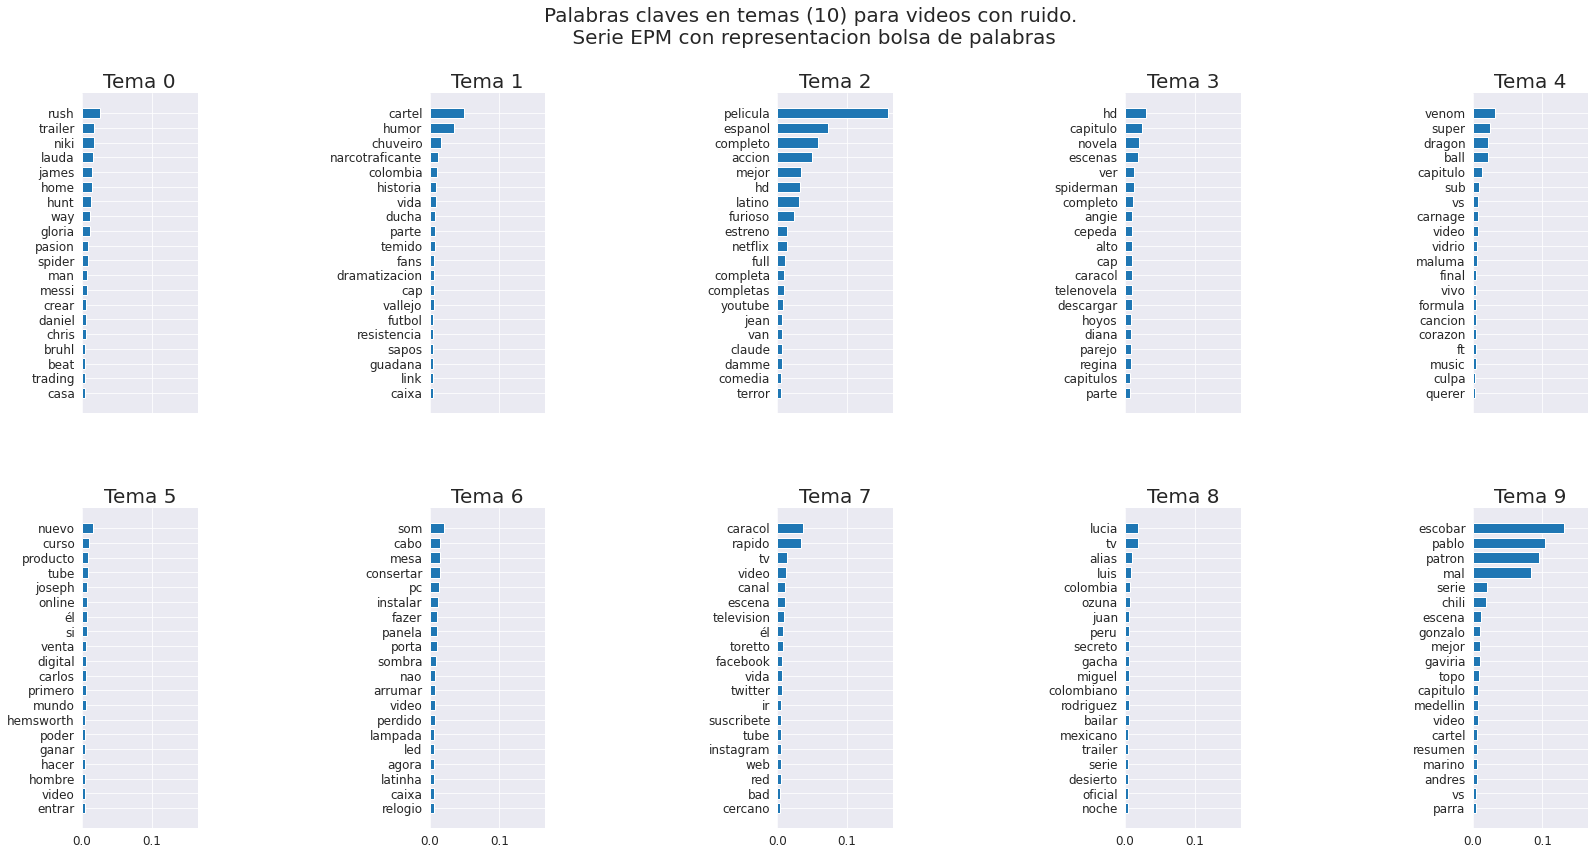 Palabras claves en temas (10) para videos con ruido.
Serie EPM con representacion bolsa de palabras
Tema 0
rush
trailer
niki
lauda
james
home
hunt
way
gloria
pasion
spider
man
messi
crear
daniel
chris
bruhl
beat
trading
casa
Tema 1
cartel
humor
chuveiro
narcotraficante
colombia
historia
vida
ducha
parte
temido
fans
dramatizacion
cap
vallejo
futbol
resistencia
sapos
guadana
link
caixa
Tema 2
pelicula
espanol
completo
accion
mejor
hd
latino
furioso
estreno
netflix
full
completa
completas
youtube
jean
van
claude
damme
comedia
terror
Tema 3
hd
capitulo
novela
escenas
ver
spiderman
completo
angie
cepeda
alto
cap
caracol
telenovela
descargar
hoyos
diana
parejo
regina
capitulos
parte
Tema 4
venom
super
dragon
ball
capitulo
sub
vs
carnage
video
vidrio
maluma
final
vivo
formula
cancion
corazon
ft
music
culpa
querer
Tema 5
nuevo
curso
producto
tube
joseph
online
él
si
venta
digital
carlos
primero
mundo
hemsworth
poder
ganar
hacer
hombre
video
entrar
0.0 0.1
Tema 6
som
cabo
mesa
consertar
pc
instalar
fazer
panela
porta
sombra
nao
arrumar
video
perdido
lampada
led
agora
latinha
caixa
relogio
0.0 0.1
Tema 7
caracol
rapido
tv
video
canal
escena
television
él
toretto
facebook
vida
twitter
ir
suscribete
tube
instagram
web
red
bad
cercano
0.0 0.1
Tema 8
lucia
tv
alias
luis
colombia
ozuna
juan
peru
secreto
gacha
miguel
colombiano
rodriguez
bailar
mexicano
trailer
serie
desierto
oficial
noche
0.0 0.1
Tema 9
escobar
pablo
patron
mal
serie
chili
escena
gonzalo
mejor
gaviria
topo
capitulo
medellin
video
cartel
resumen
marino
andres
vs
parra
0.0 0.1